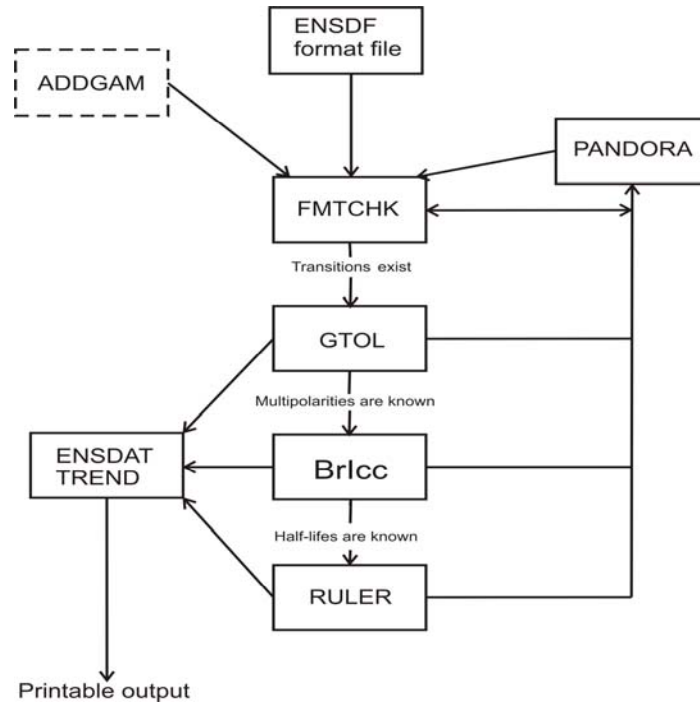 ENSDF
format file
ADDGAM
PANDORA
FMTCHK
Transitions exist
GTOL
Multipolarities are known
ENSDAT
TREND
BrIcc
Half-lifes are known
RULER
Printable output